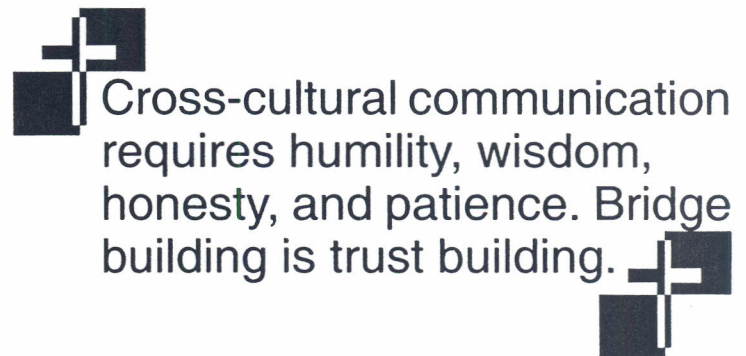 Cross-cultural communication
requires humility, wisdom,
honesty, and patience. Bridge
building is trust building.